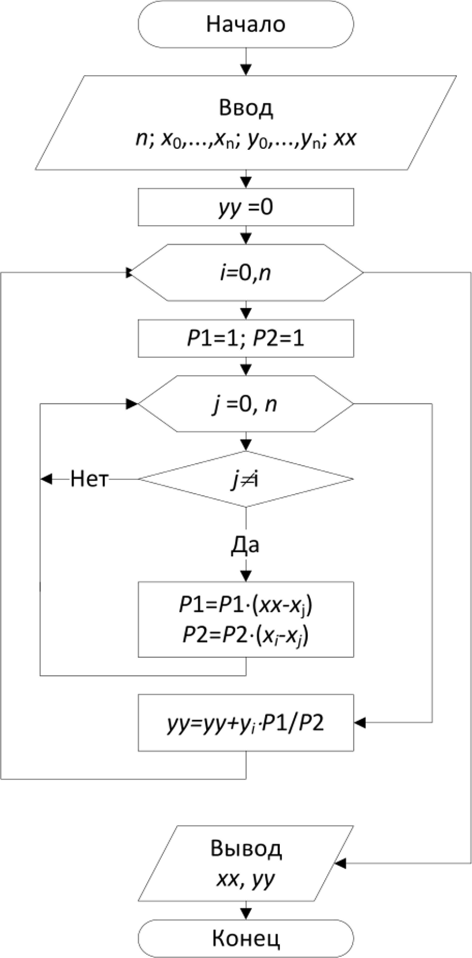 Начало
Ввод
n; x₀,...,xₙ; y₀,...,yₙ; xx
yy =0
i=0,n
P1=1; P2=1
j =0, n
j≠i
Нет
Да
P1=P1·(xx-xⱼ)
P2=P2·(xᵢ-xⱼ)
yy=yy+yᵢ·P1/P2
Вывод
xx, yy
Конец